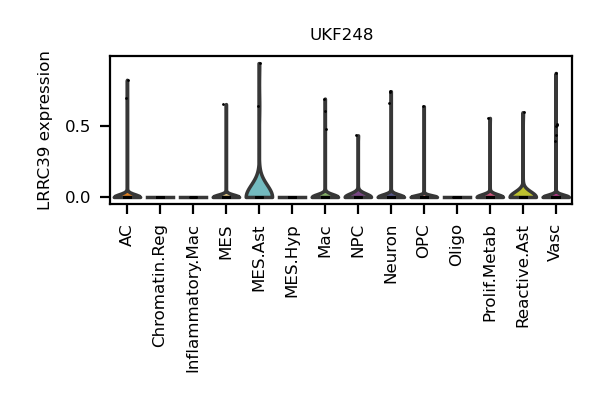 UKF248
LRRC39 expression
0.5
0.0
AC
Chromatin.Reg
Inflammatory.Mac
MES
MES.Ast
MES.Hyp
Mac
NPC
Neuron
OPC
Oligo
Prolif.Metab
Reactive.Ast
Vasc